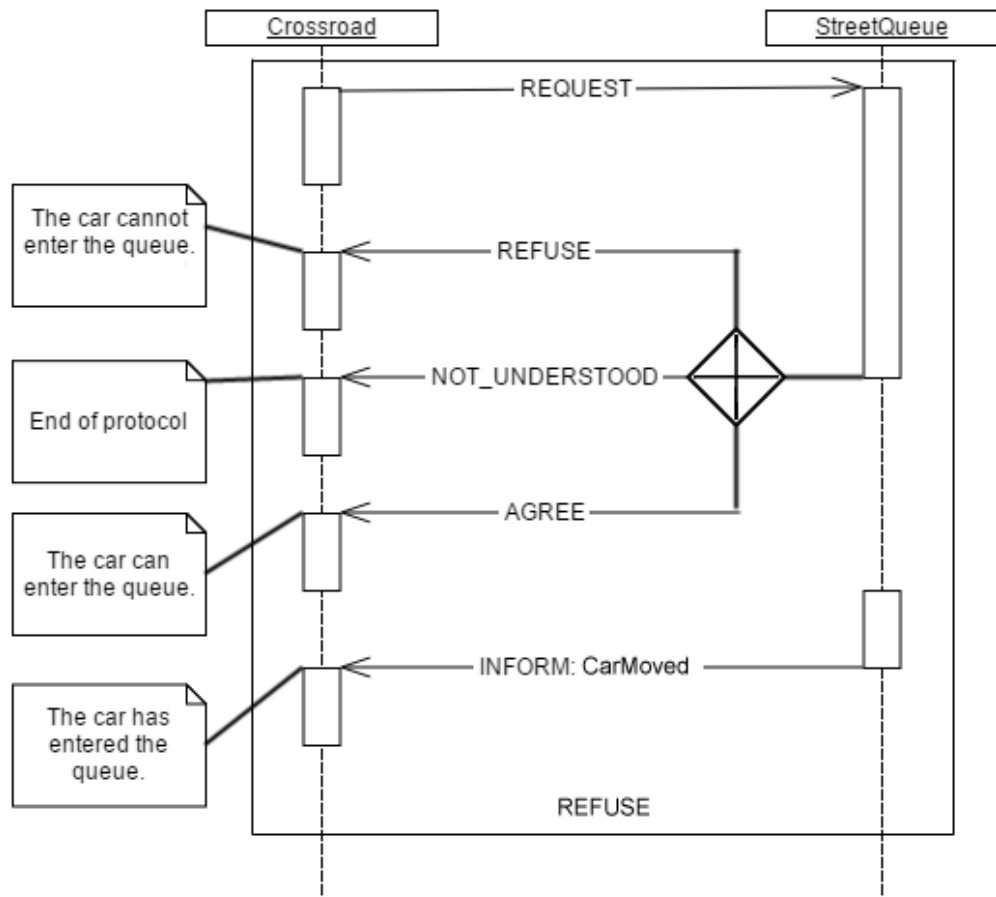 Crossroad
StreetQueue
REQUEST
The car cannot
enter the queue.
REFUSE
NOT_UNDERSTOOD
End of protocol
AGREE
The car can
enter the queue.
INFORM: CarMoved
The car has
entered the
queue.
REFUSE